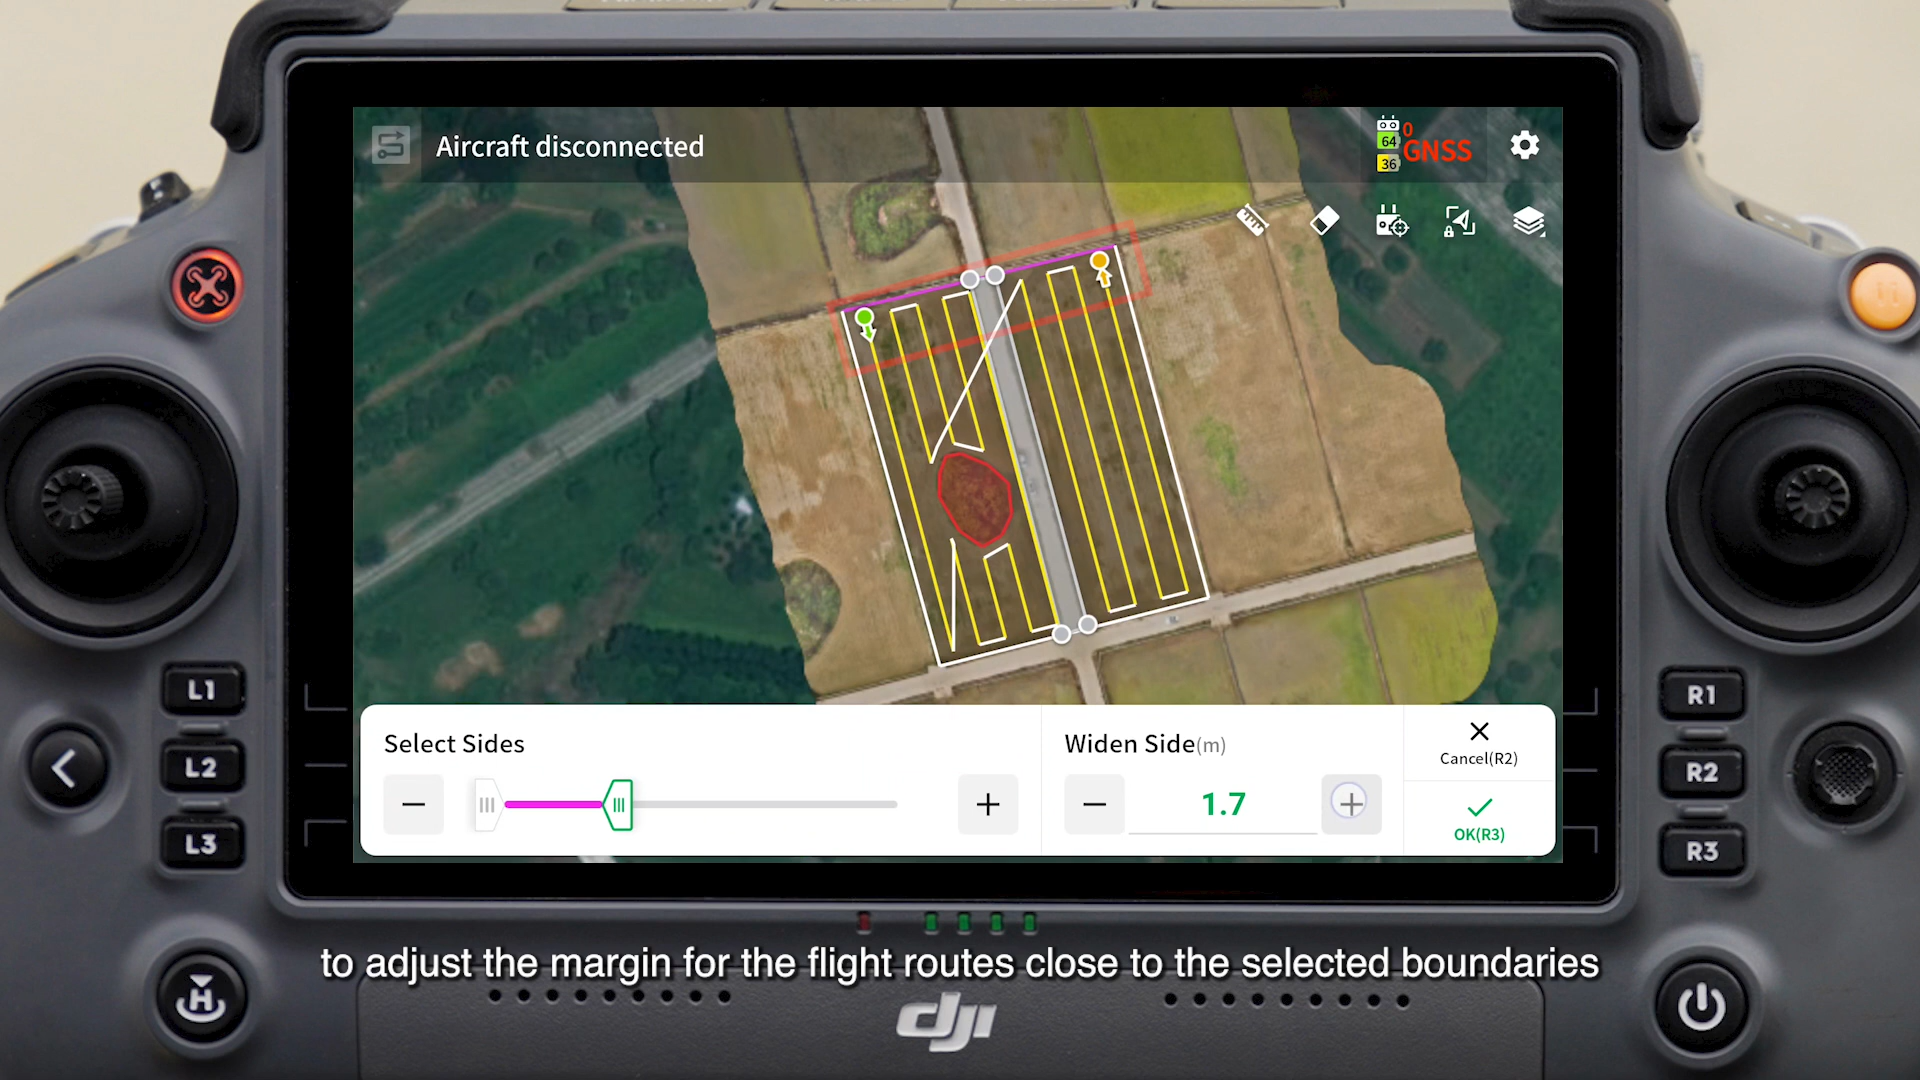 Aircraft disconnected
64
36
0
GNSS
Select Sides
Widen Side(m)
1.7
Cancel(R2)
OK(R3)
L1
L2
L3
R1
R2
R3
H
to adjust the margin for the flight routes close to the selected boundaries
dji